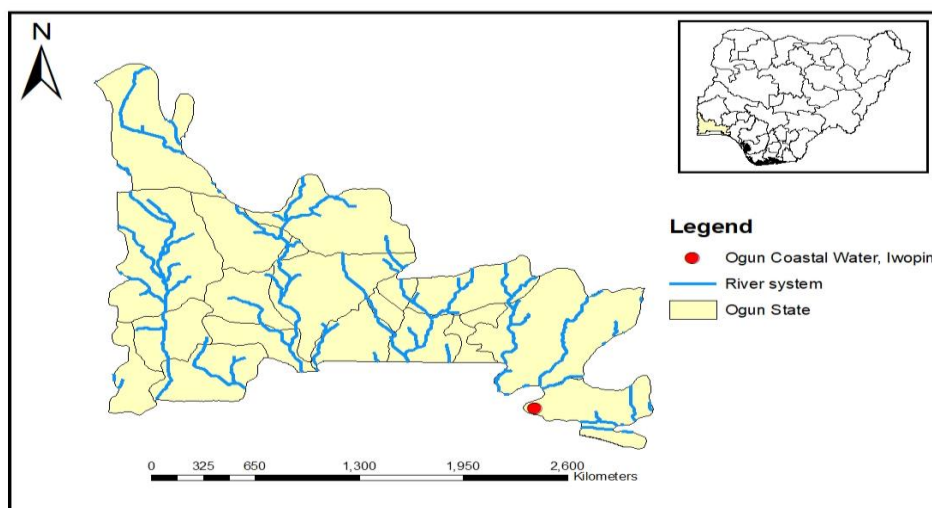 N
Legend
Ogun Coastal Water, Iwopin
River system
Ogun State
0 325 650 1,300 1,950 2,600
Kilometers